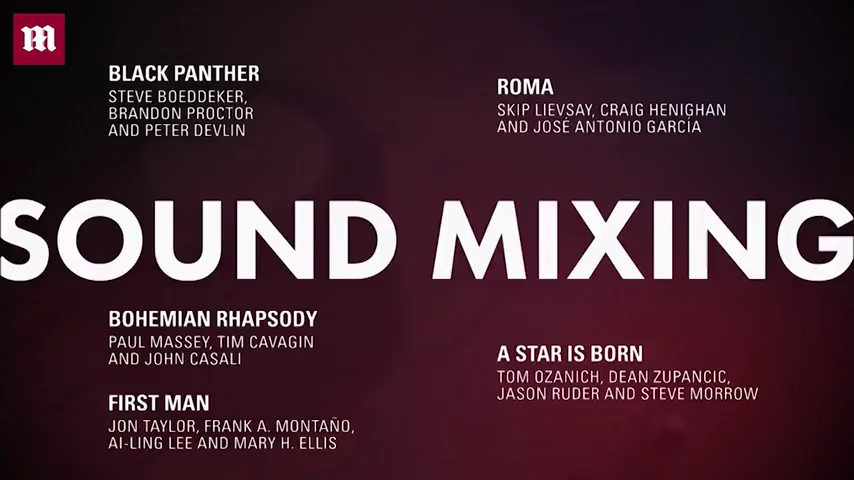 m
BLACK PANTHER
STEVE BOEDDEKER,
BRANDON PROCTOR
AND PETER DEVLIN
ROMA
SKIP LIEVSAY, CRAIG HENIGHAN
AND JOSÉ ANTONIO GARCÍA
SOUND MIXING
BOHEMIAN RHAPSODY
PAUL MASSEY, TIM CAVAGIN
AND JOHN CASALI
FIRST MAN
JON TAYLOR, FRANK A. MONTAÑO,
AI-LING LEE AND MARY H. ELLIS
A STAR IS BORN
TOM OZANICH, DEAN ZUPANCIC,
JASON RUDER AND STEVE MORROW